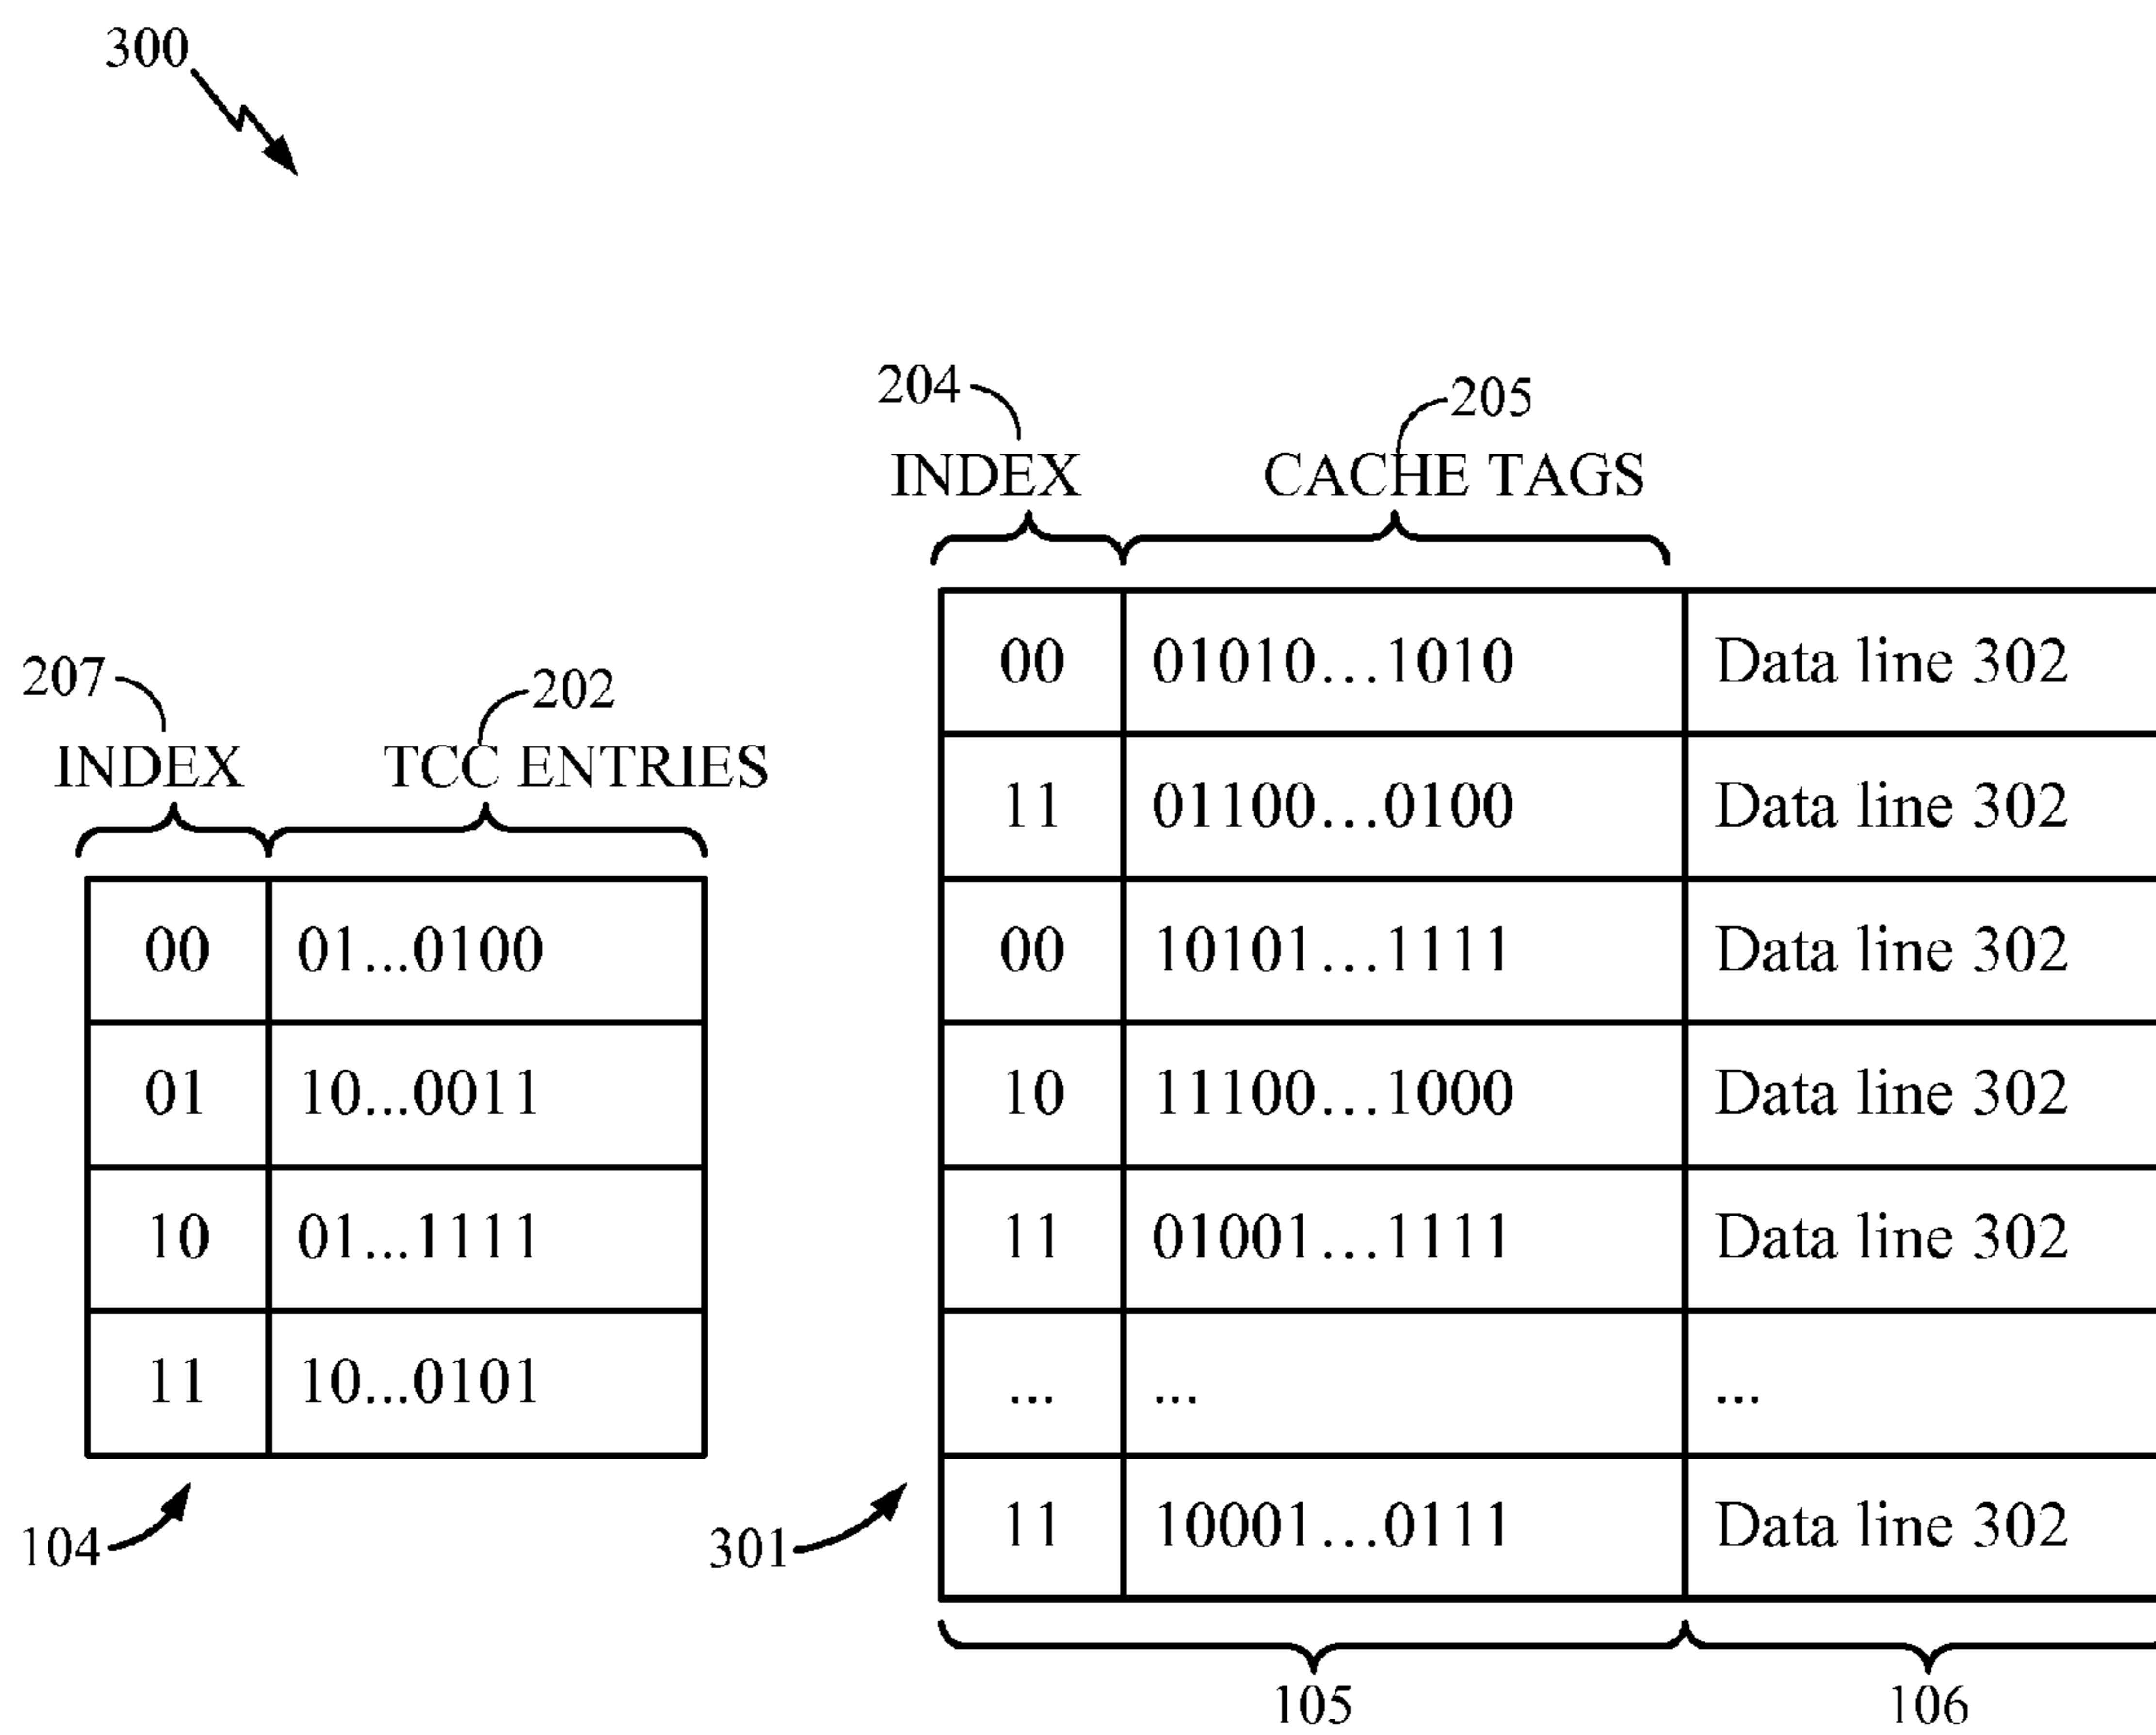 300
204
205
INDEX CACHE TAGS
207
202
INDEX TCC ENTRIES
00 01...0100
01 10...0011
10 01...1111
11 10...0101
104
00 01010...1010 Data line 302
11 01100...0100 Data line 302
00 10101...1111 Data line 302
10 11100...1000 Data line 302
11 01001...1111 Data line 302
... ... ...
11 10001...0111 Data line 302
301
105
106